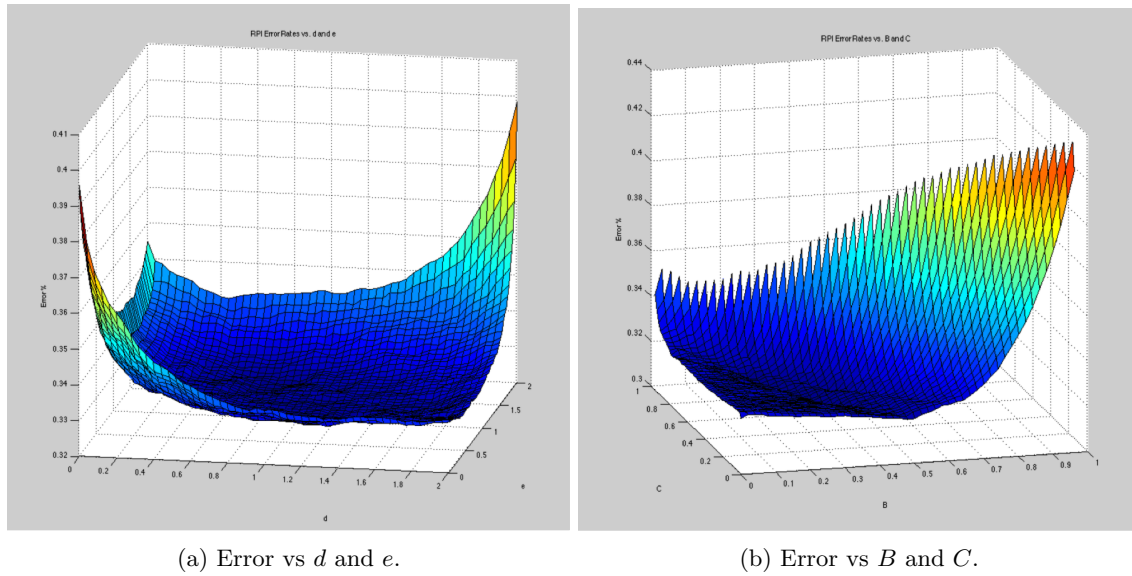 RPI Error Rates vs. d and e
0.41
0.4
0.39
0.38
0.37
0.36
0.35
0.34
0.33
0.32
Error %
0 0.2 0.4 0.6 0.8 1 1.2 1.4 1.6 1.8 2
d
0 0.5 1 1.5 2
e
(a) Error vs d and e.
RPI Error Rates vs. B and C
0.44
0.42
0.4
0.38
0.36
0.34
0.32
0.3
Error %
1 0.8 0.6 0.4 0.2 0
C
0 0.1 0.2 0.3 0.4 0.5 0.6 0.7 0.8 0.9 1
B
(b) Error vs B and C.